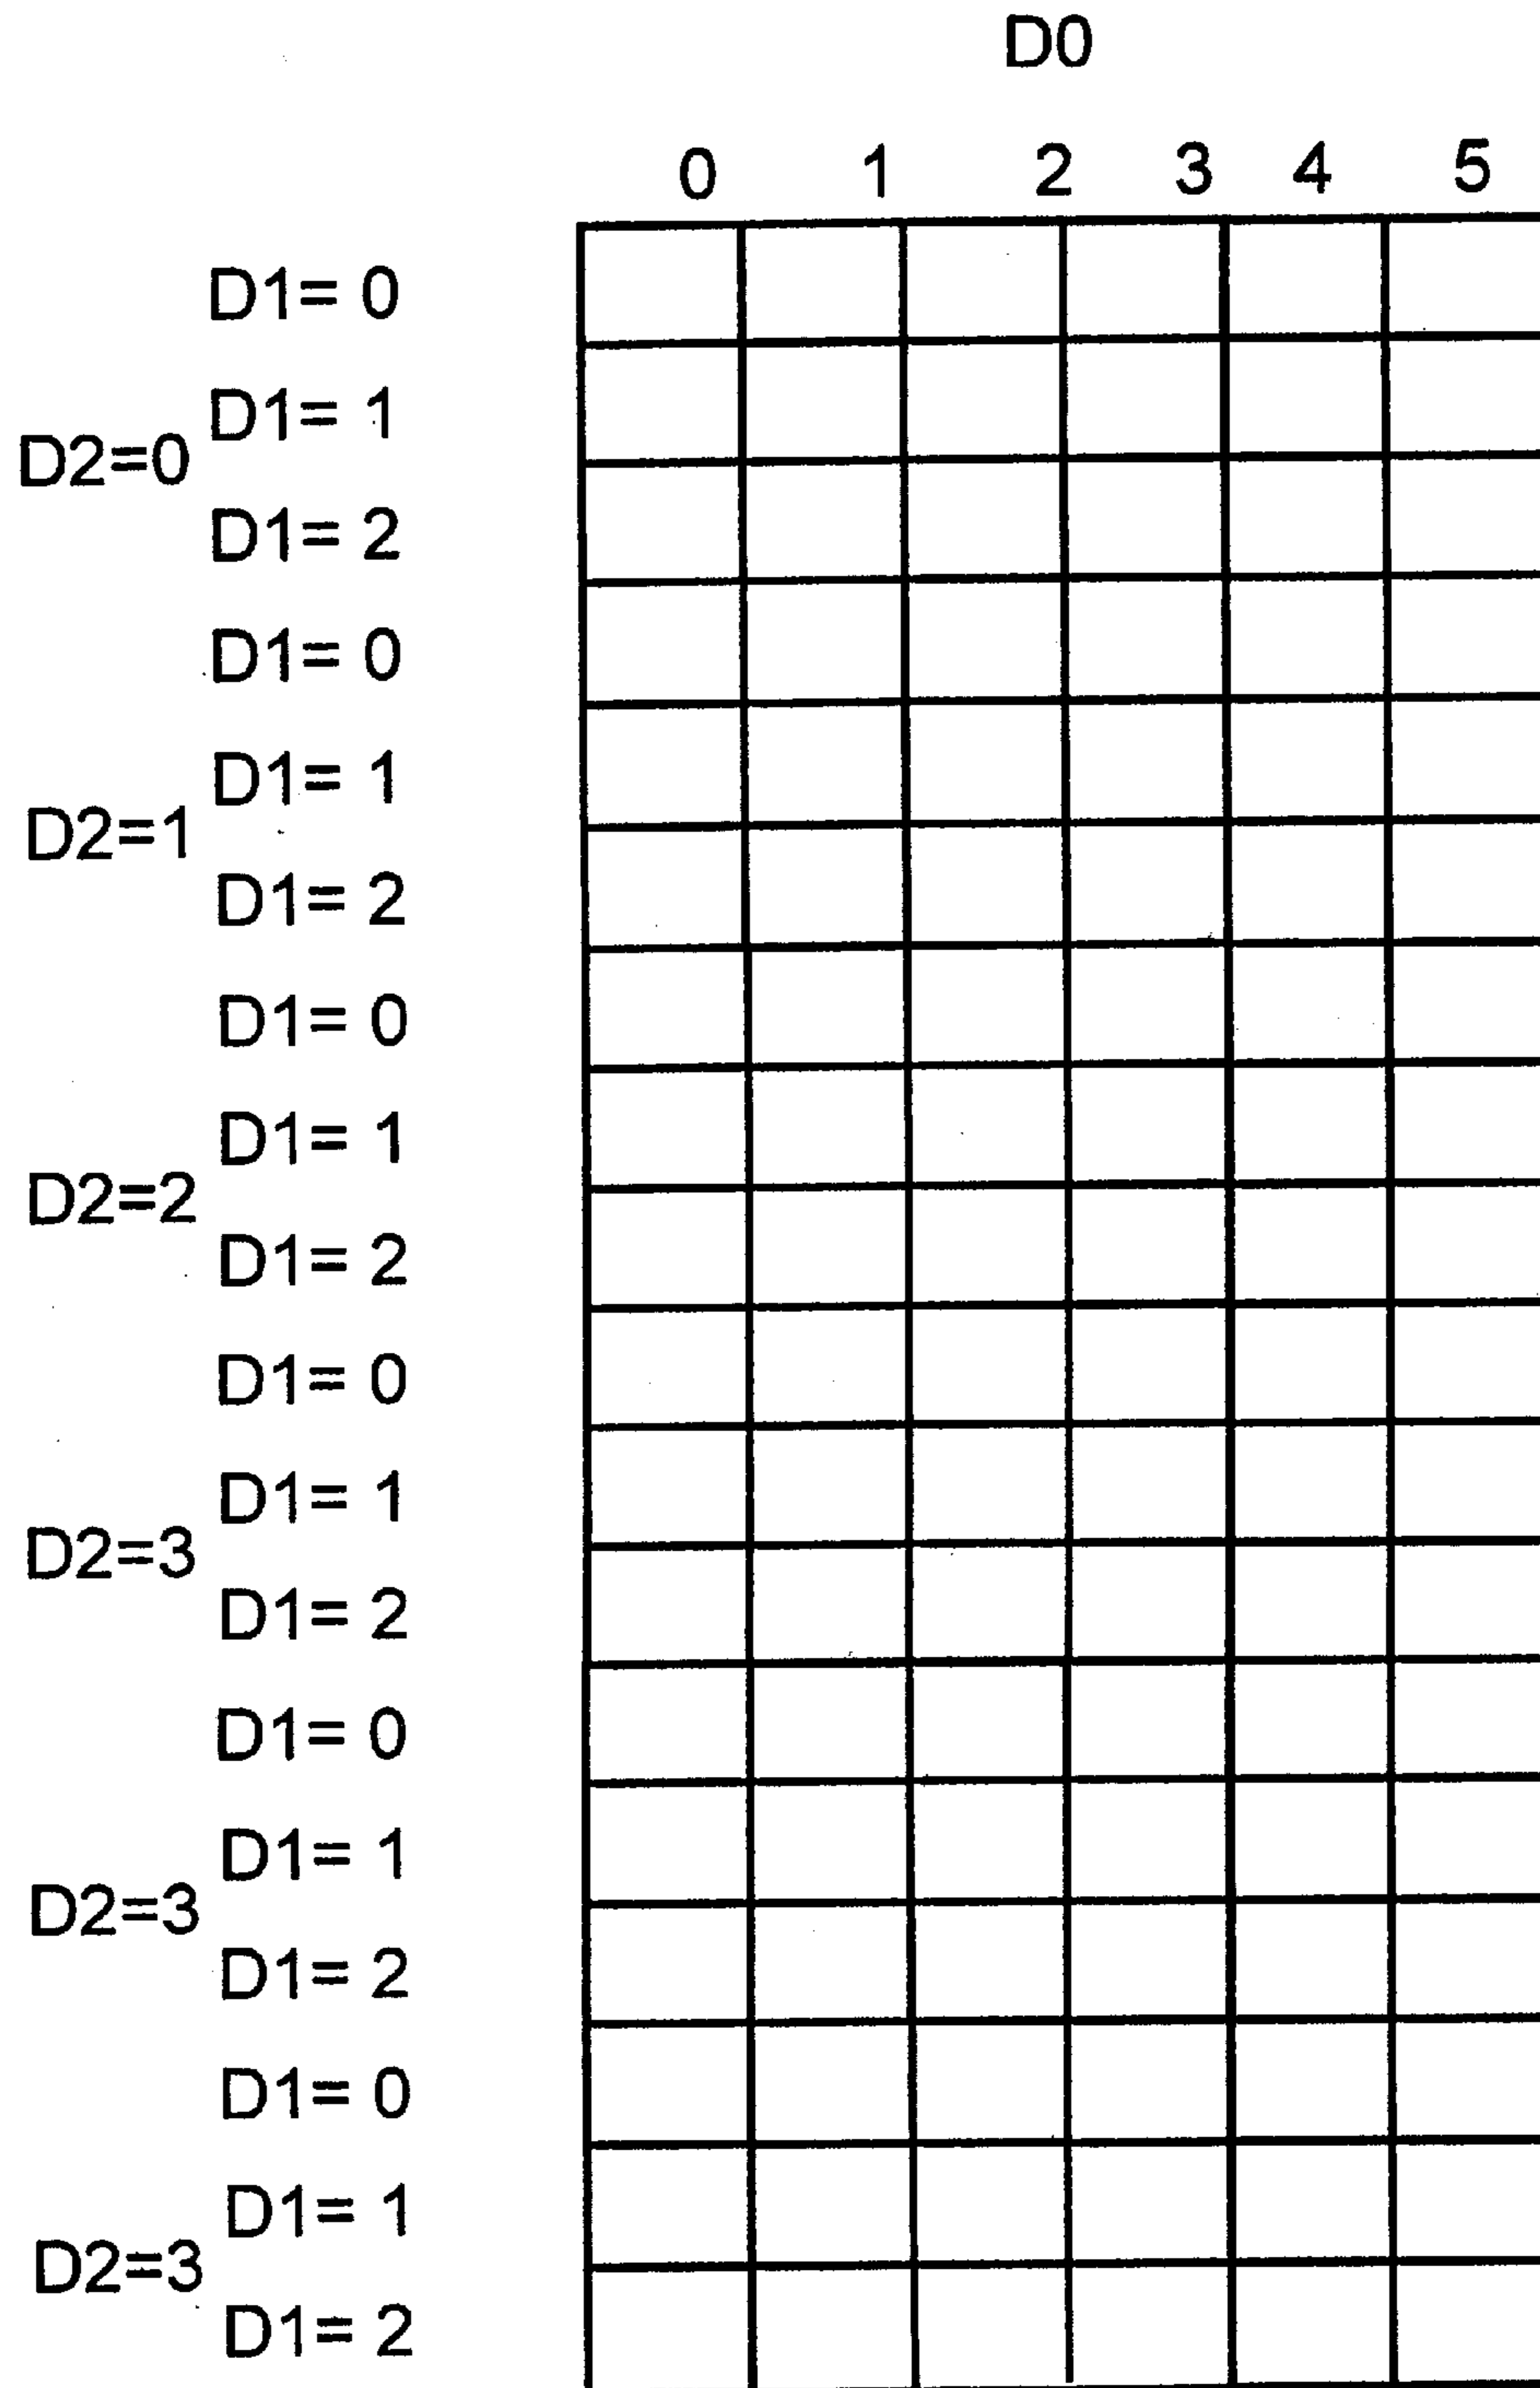 D0
0 1 2 3 4 5
D1= 0
D1= 1
D2=0
D1= 2
D1= 0
D1= 1
D2=1
D1= 2
D1= 0
D1= 1
D2=2
D1= 2
D1= 0
D1= 1
D2=3
D1= 2
D1= 0
D1= 1
D2=3
D1= 2
D1= 0
D1= 1
D2=3
D1= 2